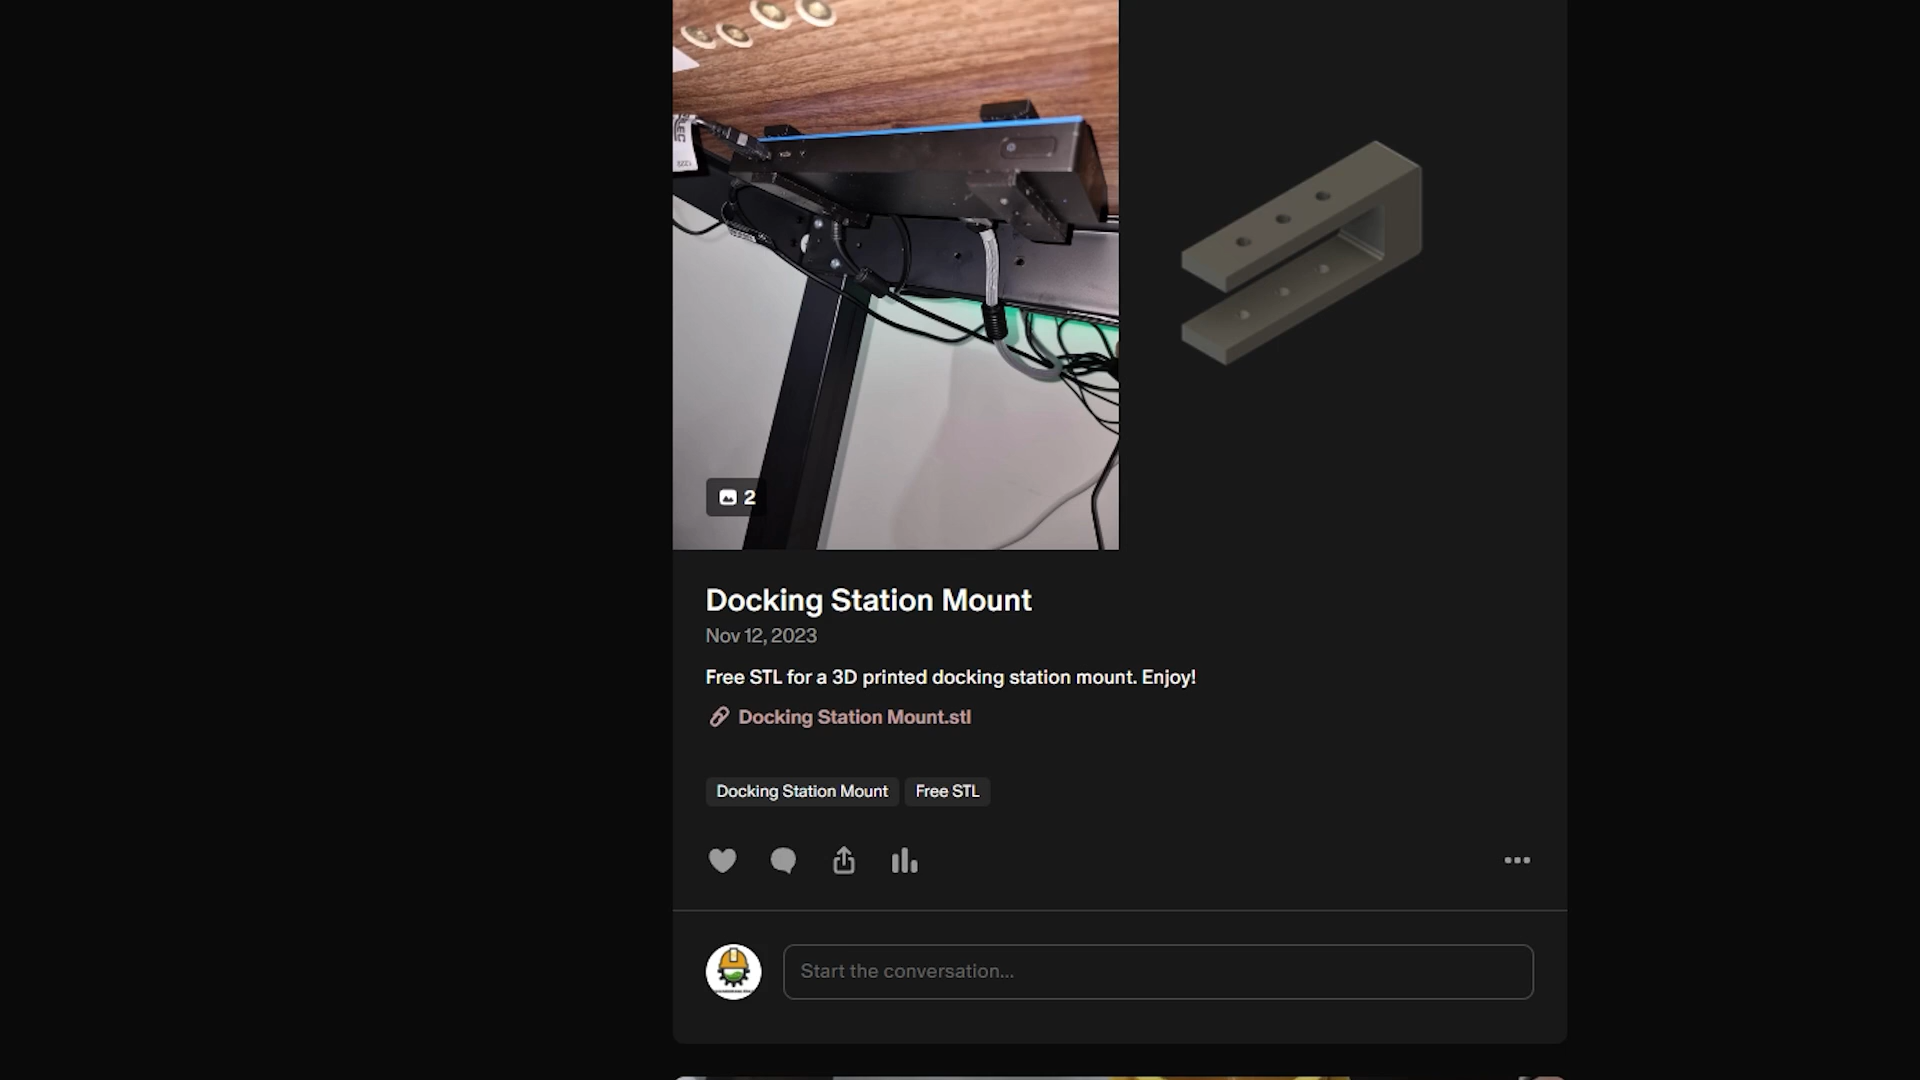 2
Docking Station Mount
Nov 12, 2023
Free STL for a 3D printed docking station mount. Enjoy!
Docking Station Mount.stl
Docking Station Mount
Free STL
Start the conversation...